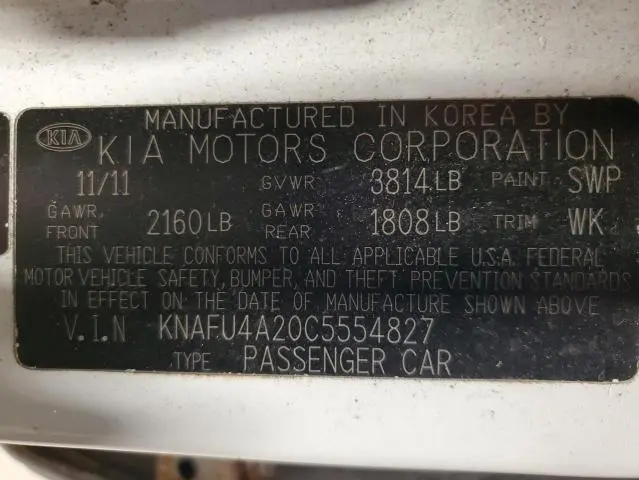 MANUFACTURED IN KOREA BY
KIA KIA MOTORS CORPORATION
11/11 GVWR 3814LB PAINT SWP
GAWR FRONT 2160LB GAWR REAR 1808LB TRIM WK
THIS VEHICLE CONFORMS TO ALL APPLICABLE U.S.A. FEDERAL
MOTOR VEHICLE SAFETY, BUMPER, AND THEFT PREVENTION STANDARDS
IN EFFECT ON THE DATE OF MANUFACTURE SHOWN ABOVE
V.I.N KNAFU4A20C5554827
TYPE PASSENGER CAR